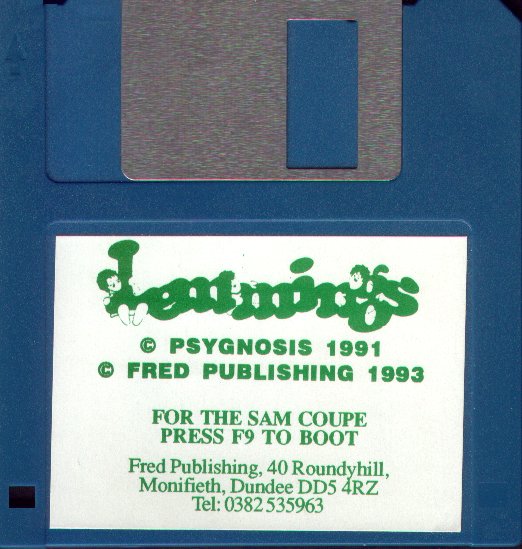 Lemmings
© PSYGNOSIS 1991
© FRED PUBLISHING 1993
FOR THE SAM COUPE
PRESS F9 TO BOOT
Fred Publishing, 40 Roundyhill,
Monifieth, Dundee DD5 4RZ
Tel: 0382 535963